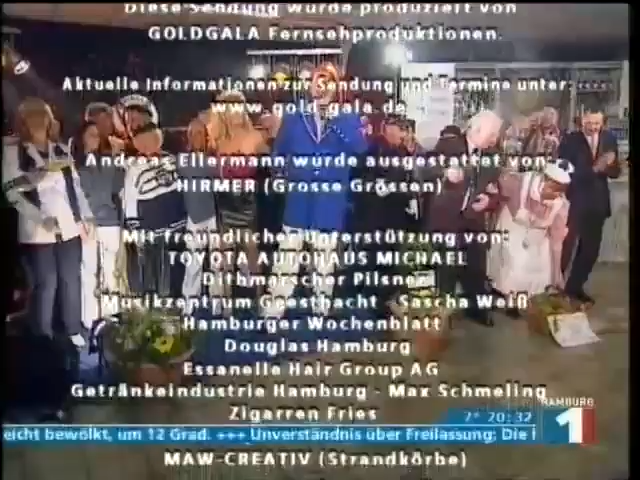 Diese Sendung wurde produziert von
GOLDGALA Fernsehproduktionen.
Aktuelle Informationen zur Sendung und Termine unter:
www.gold-gala.de
Andreas Ellermann wurde ausgestattet von
HIRMER (Grosse Grössen)
Mit freundlicher Unterstützung von:
TOYOTA AUTOHAUS MICHAEL
Dithmarscher Pilsner
Musikzentrum Geesthacht - Sascha Weiß
Hamburger Wochenblatt
Douglas Hamburg
Essanelle Hair Group AG
Getränkeindustrie Hamburg - Max Schmeling
Zigarren Fries
HAMBURG
1
7° 20:32
eicht bewölkt, um 12 Grad. +++ Unverständnis über Freilassung: Die
MAW-CREATIV (Strandkörbe)